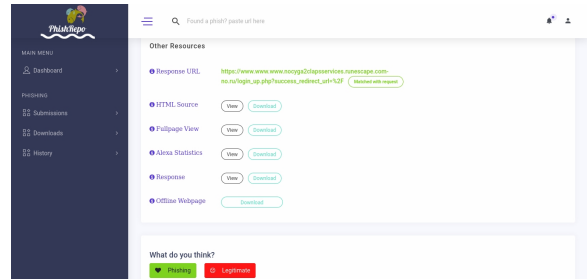 PhishRepo
Found a phish? paste url here
MAIN MENU
Dashboard
PHISHING
Submissions
Downloads
History
Other Resources
Response URL
https://www.www.www.nocygx2clapsservices.runescape.com-
no.ru/login_up.php?success_redirect_url=%2F Matched with request
HTML Source View Download
Fullpage View View Download
Alexa Statistics View Download
Response View Download
Offline Webpage Download
What do you think?
Phishing Legitimate